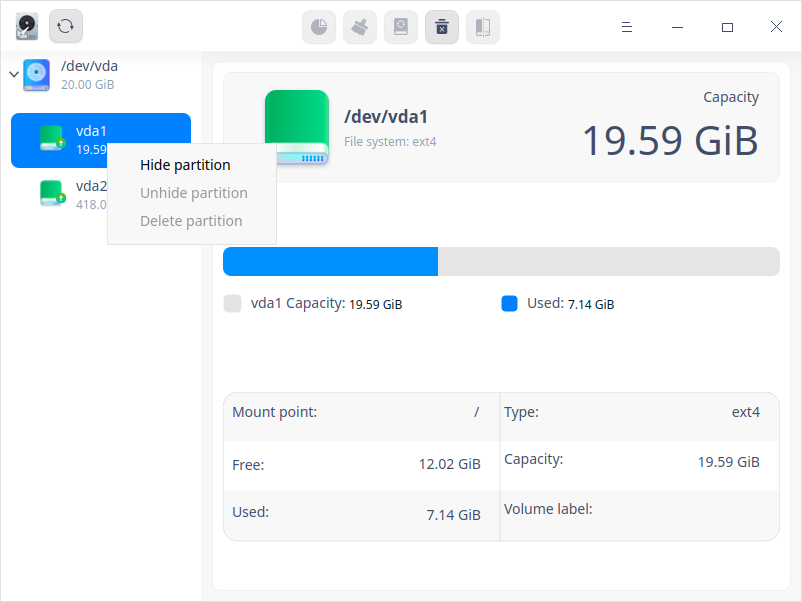 /dev/vda
20.00 GiB
vda1
19.59
vda2
418.0
Hide partition
Unhide partition
Delete partition
/dev/vda1
File system: ext4
Capacity
19.59 GiB
vda1 Capacity: 19.59 GiB
Used: 7.14 GiB
Mount point: /
Type: ext4
Free: 12.02 GiB
Capacity: 19.59 GiB
Used: 7.14 GiB
Volume label: